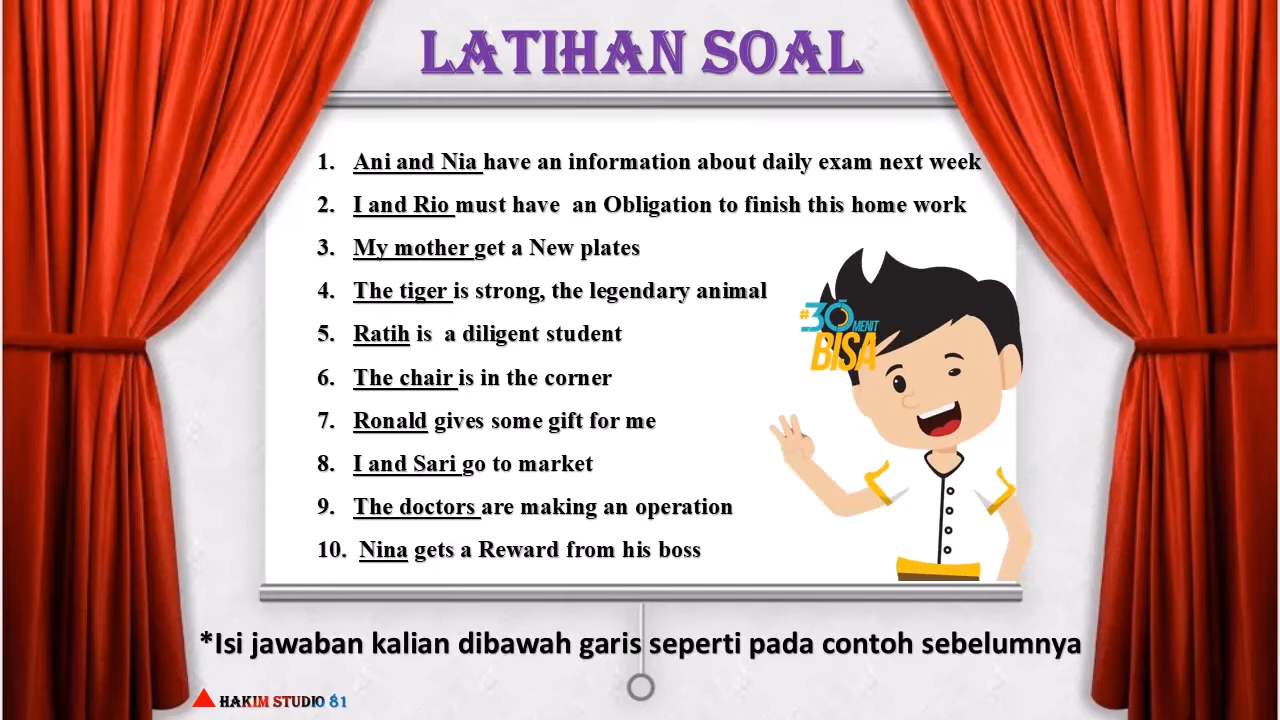 LATIHAN SOAL
1. Ani and Nia have an information about daily exam next week
2. I and Rio must have an Obligation to finish this home work
3. My mother get a New plates
4. The tiger is strong, the legendary animal
5. Ratih is a diligent student
6. The chair is in the corner
7. Ronald gives some gift for me
8. I and Sari go to market
9. The doctors are making an operation
10. Nina gets a Reward from his boss
#30 MENIT
BISA
*Isi jawaban kalian dibawah garis seperti pada contoh sebelumnya
HAKIM STUDIO 81